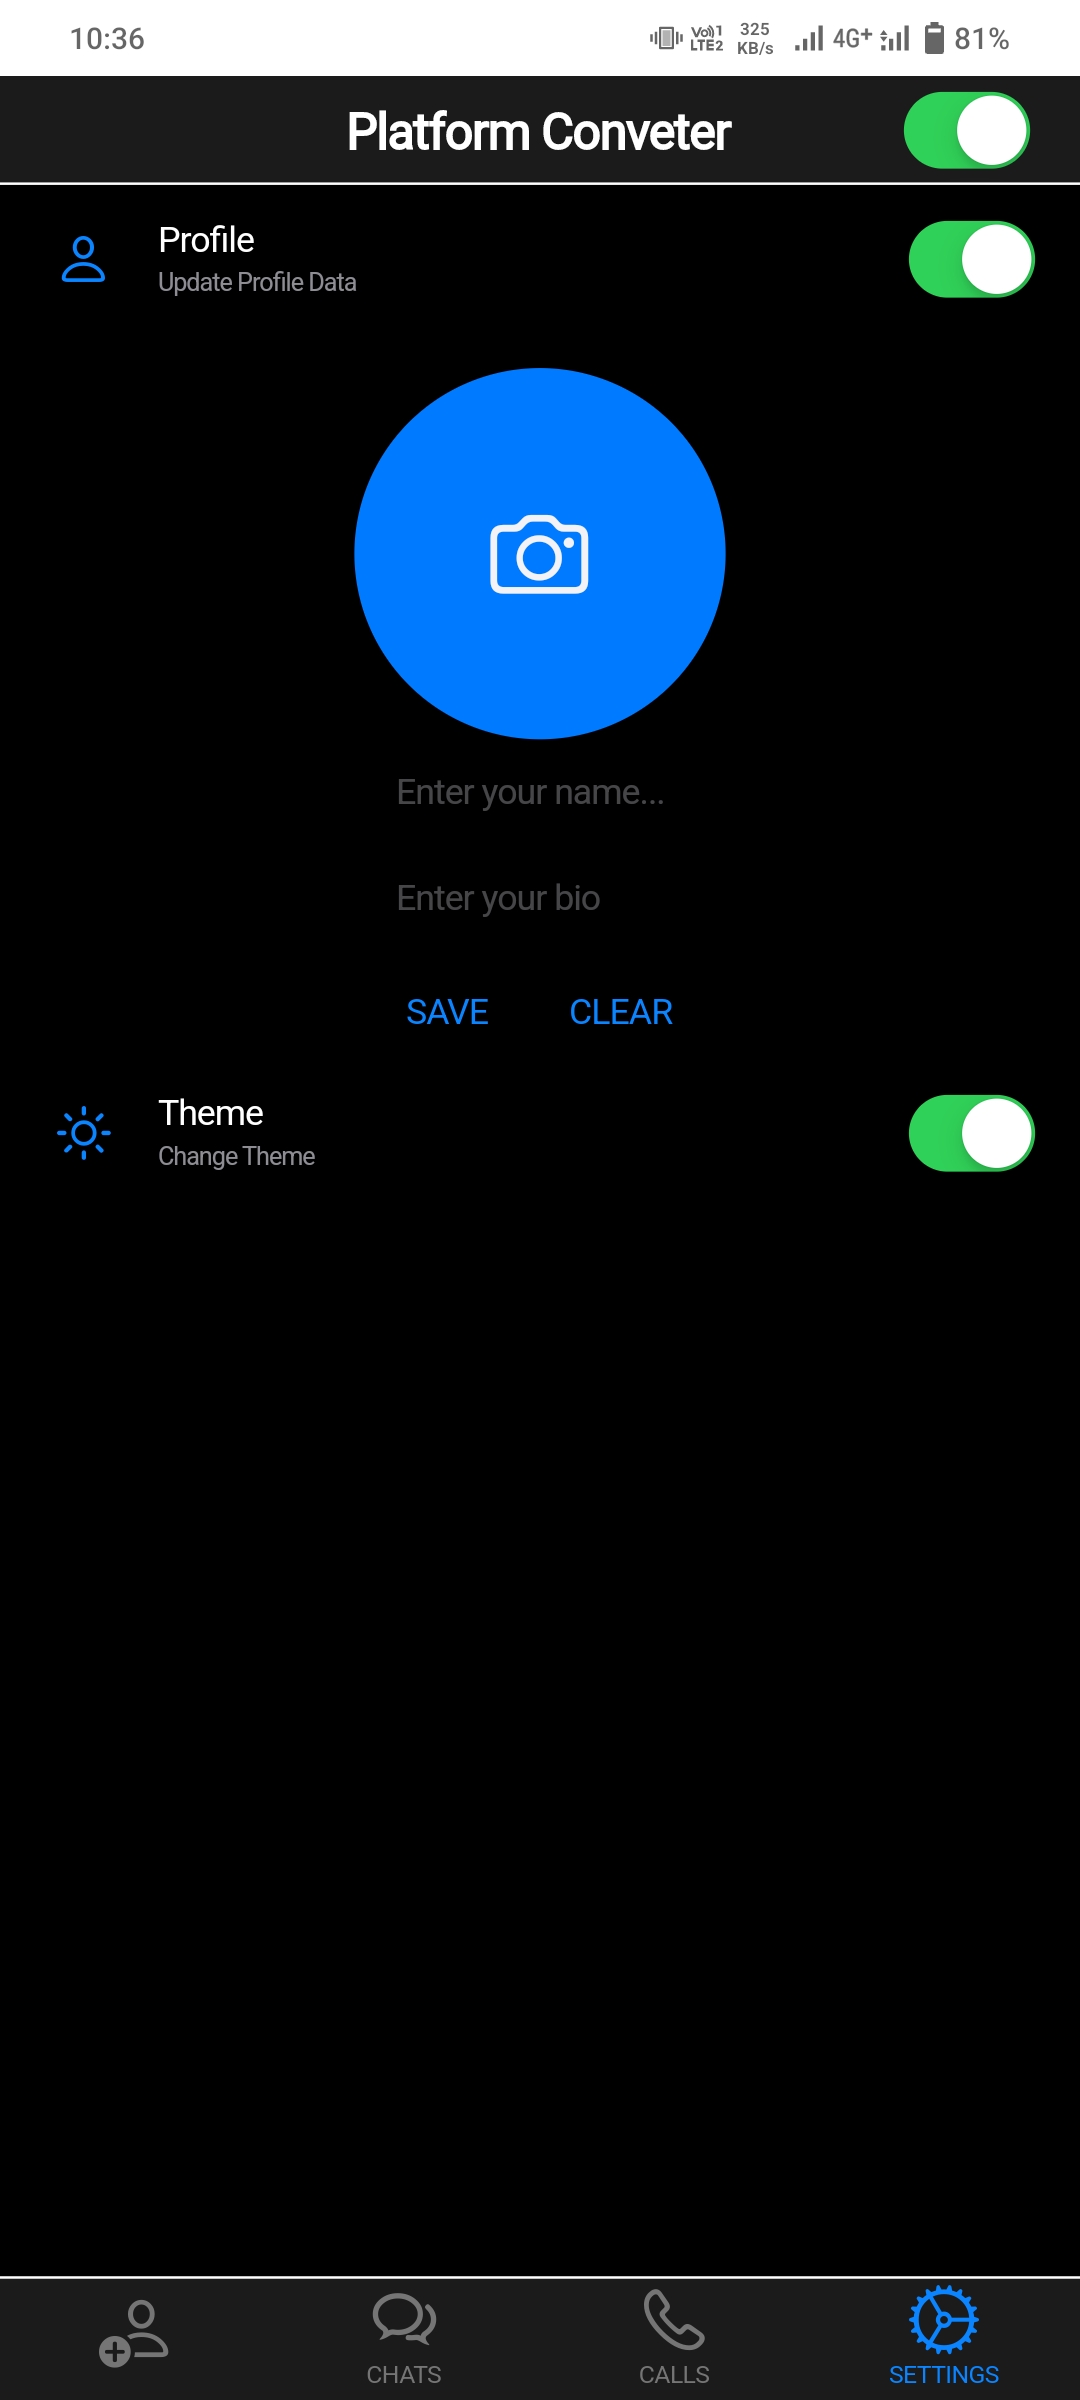 10:36
Vo) 1 LTE2
325 KB/s
4G+
81%
Platform Conveter
Profile
Update Profile Data
Enter your name...
Enter your bio
SAVE CLEAR
Theme
Change Theme
CHATS CALLS SETTINGS